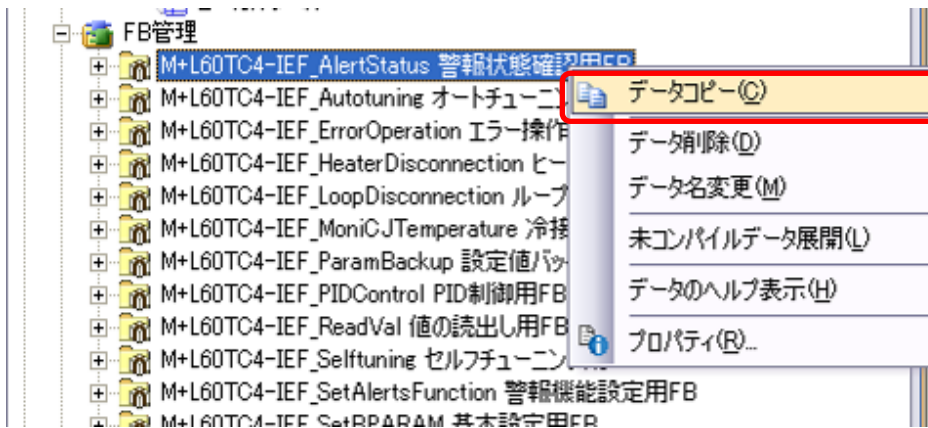 FB管理
M+L60TC4-IEF_AlertStatus 警報状態確認用FB
データコピー(C)
M+L60TC4-IEF_Autotuning オートチューニ
M+L60TC4-IEF_ErrorOperation エラー操作
データ削除(D)
M+L60TC4-IEF_HeaterDisconnection ヒー
データ名変更(M)
M+L60TC4-IEF_LoopDisconnection ループ
M+L60TC4-IEF_MoniCJTemperature 冷接
未コンパイルデータ展開(L)
M+L60TC4-IEF_ParamBackup 設定値バッ
M+L60TC4-IEF_PIDControl PID制御用FB
データのヘルプ表示(H)
M+L60TC4-IEF_ReadVal 値の読出し用FB
プロパティ(R)...
M+L60TC4-IEF_Selftuning セルフチューニン
M+L60TC4-IEF_SetAlertsFunction 警報機能設定用FB
M+L60TC4-IEF_SetBPARAM 基本設定用FB